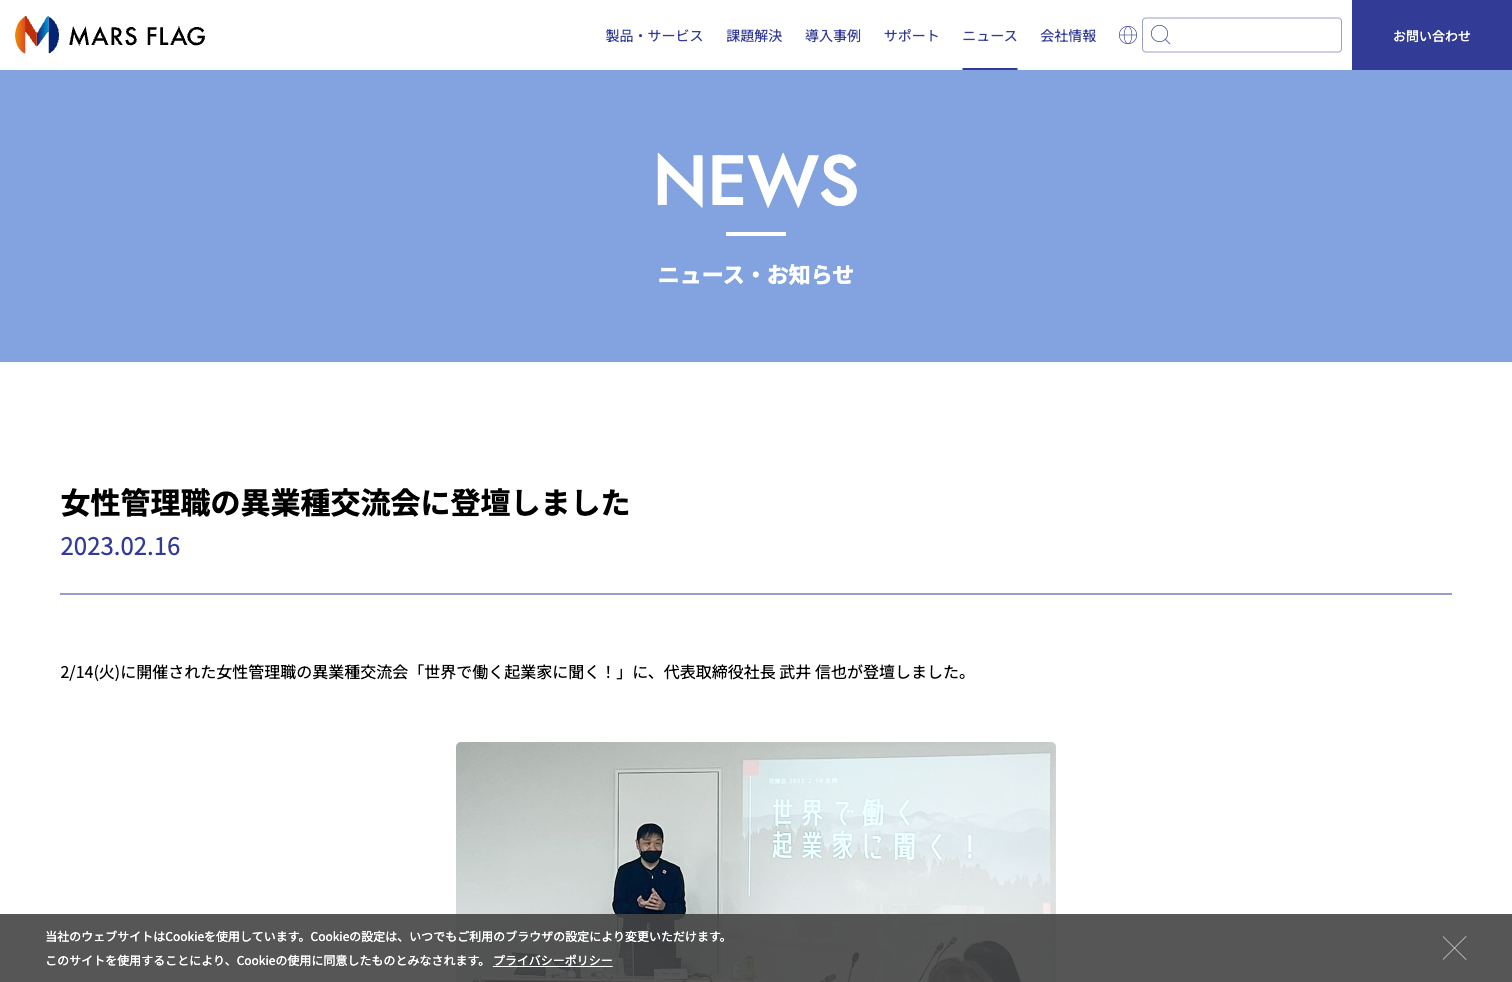 MARS FLAG
製品・サービス
課題解決
導入事例
サポート
ニュース
会社情報
お問い合わせ
NEWS
ニュース・お知らせ
女性管理職の異業種交流会に登壇しました
2023.02.16
2/14(火)に開催された女性管理職の異業種交流会「世界で働く起業家に聞く！」に、代表取締役社長 武井 信也が登壇しました。
世界で働く
起業家に聞く！
当社のウェブサイトはCookieを使用しています。Cookieの設定は、いつでもご利用のブラウザの設定により変更いただけます。
このサイトを使用することにより、Cookieの使用に同意したものとみなされます。 プライバシーポリシー